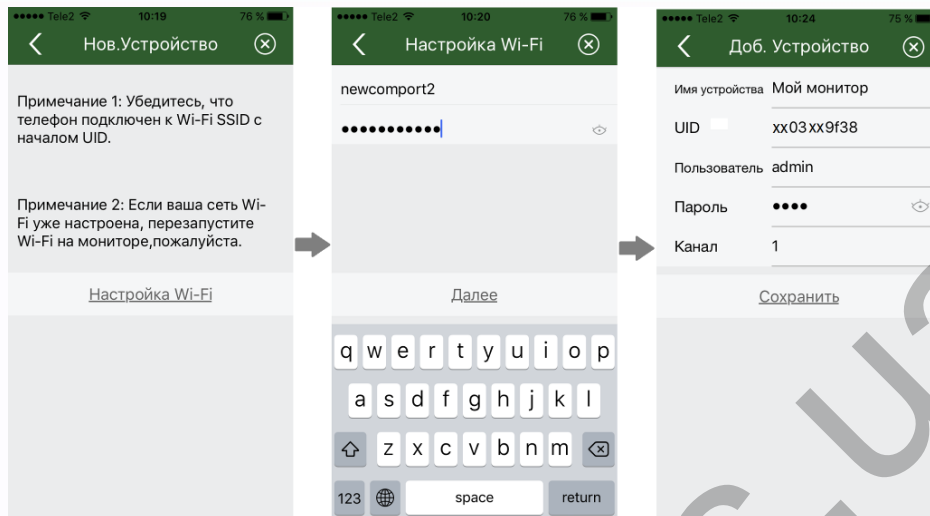 Tele2 10:19 76 %
Нов.Устройство
Примечание 1: Убедитесь, что
телефон подключен к Wi-Fi SSID с
началом UID.
Примечание 2: Если ваша сеть Wi-
Fi уже настроена, перезапустите
Wi-Fi на мониторе,пожалуйста.
Настройка Wi-Fi
Tele2 10:20 76 %
Настройка Wi-Fi
newcomport2
•••••••••••
Далее
q w e r t y u i o p
a s d f g h j k l
z x c v b n m
123 space return
Tele2 10:24 75 %
Доб. Устройство
Имя устройства Мой монитор
UID xx03xx9f38
Пользователь admin
Пароль ••••
Канал 1
Сохранить